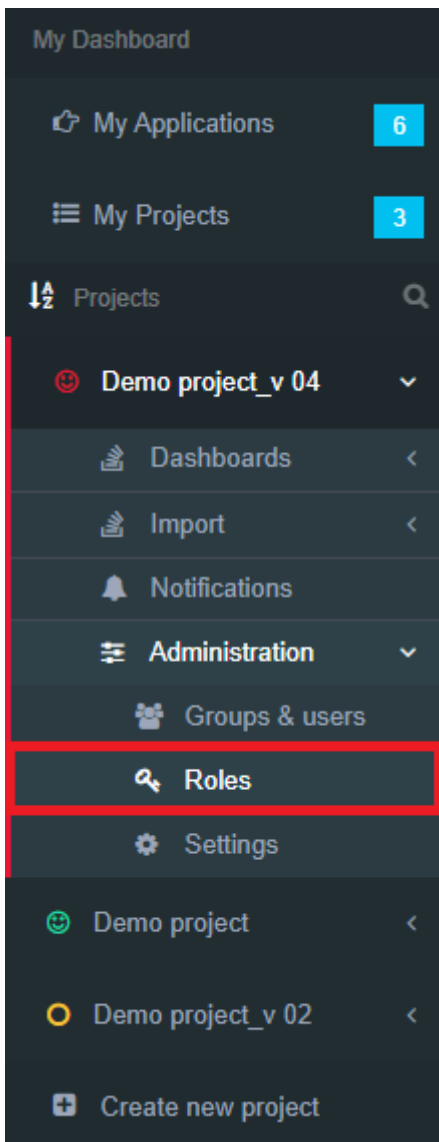 My Dashboard
My Applications 6
My Projects 3
Projects
Demo project_v 04
Dashboards
Import
Notifications
Administration
Groups & users
Roles
Settings
Demo project
Demo project_v 02
Create new project